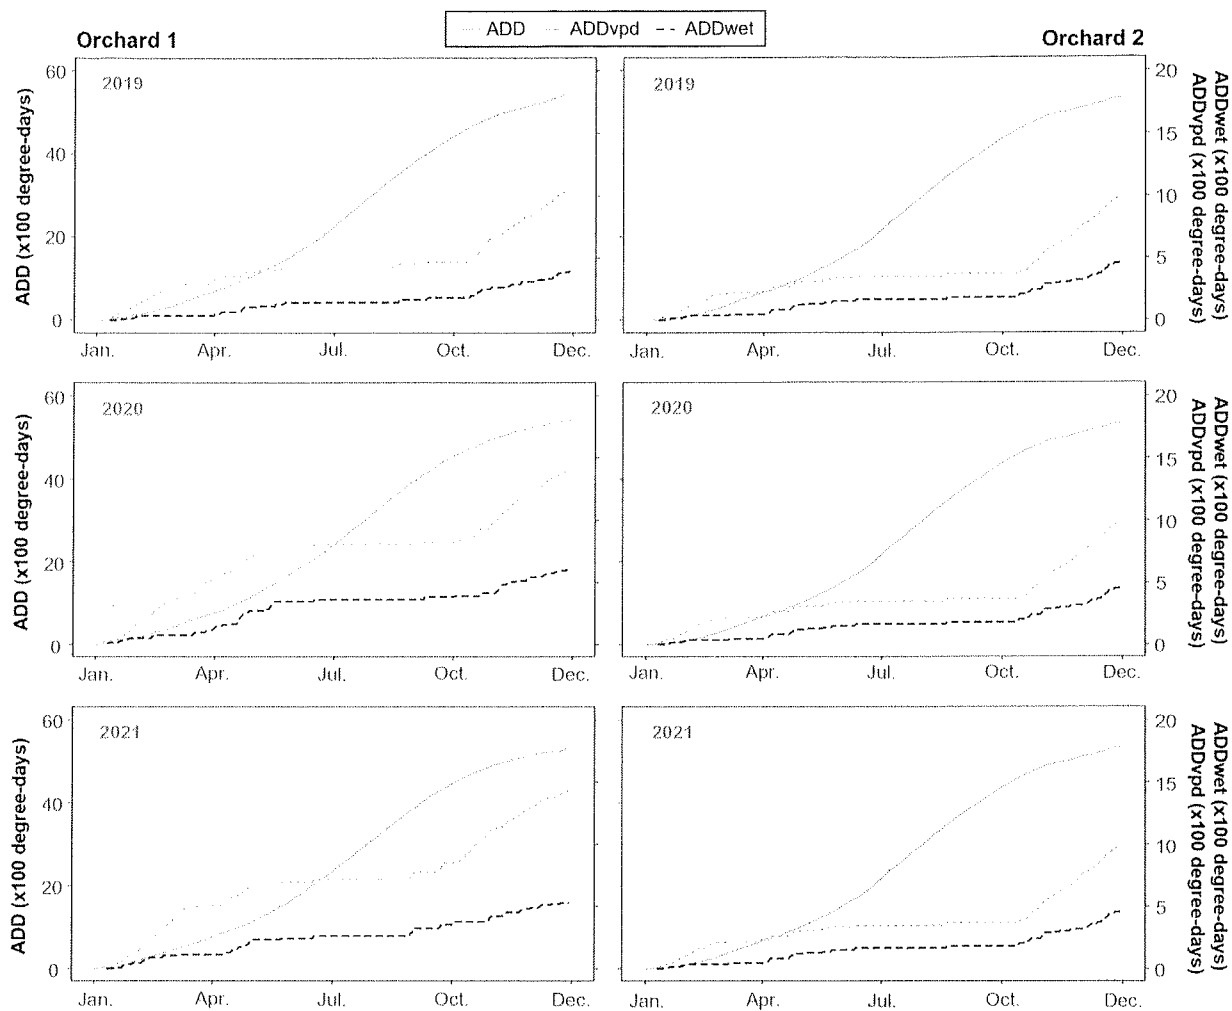 ADD ADDvpd ADDwet
Orchard 1 Orchard 2
2019
60
40
20
0
ADD (x100 degree-days)
Jan. Apr. Jul. Oct. Dec.
2019
20
15
10
5
0
ADDwet (x100 degree-days)
ADDvpd (x100 degree-days)
Jan. Apr. Jul. Oct. Dec.
2020
60
40
20
0
ADD (x100 degree-days)
Jan. Apr. Jul. Oct. Dec.
2020
20
15
10
5
0
ADDwet (x100 degree-days)
ADDvpd (x100 degree-days)
Jan. Apr. Jul. Oct. Dec.
2021
60
40
20
0
ADD (x100 degree-days)
Jan. Apr. Jul. Oct. Dec.
2021
20
15
10
5
0
ADDwet (x100 degree-days)
ADDvpd (x100 degree-days)
Jan. Apr. Jul. Oct. Dec.